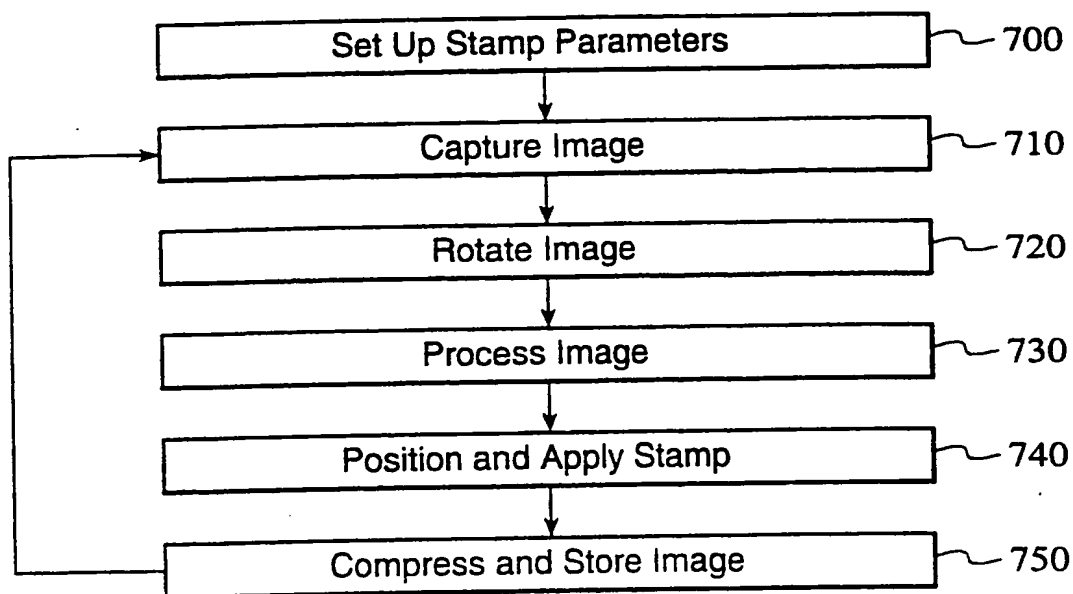 Set Up Stamp Parameters 700
Capture Image 710
Rotate Image 720
Process Image 730
Position and Apply Stamp 740
Compress and Store Image 750